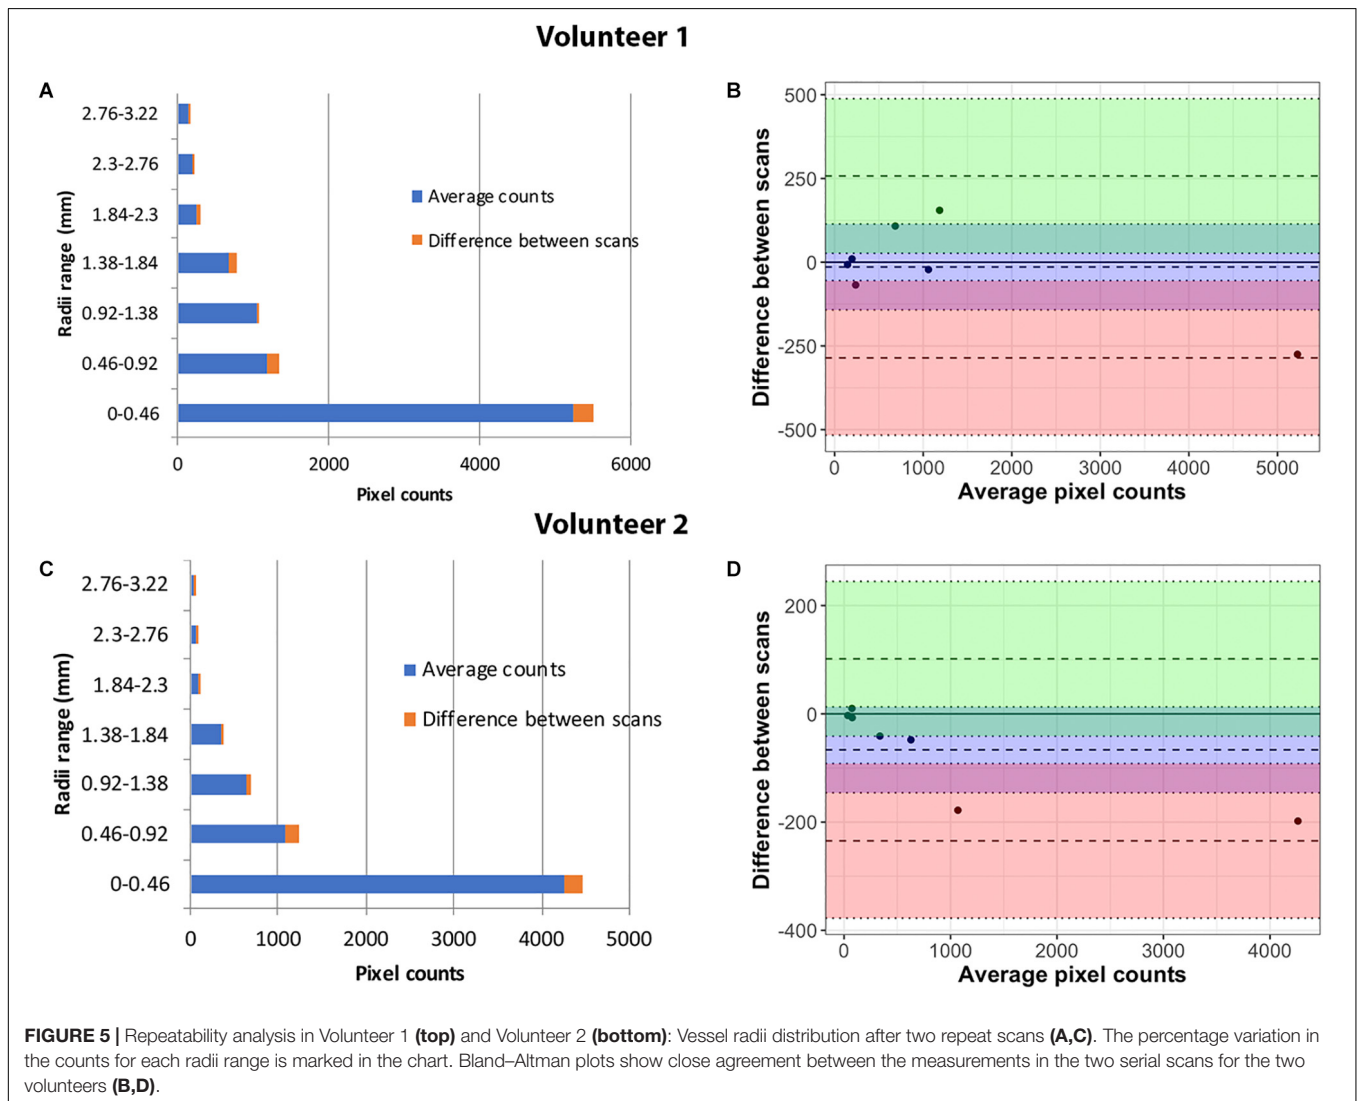 Volunteer 1
A
2.76-3.22
2.3-2.76
1.84-2.3
1.38-1.84
0.92-1.38
0.46-0.92
0-0.46
Radii range (mm)
Average counts
Difference between scans
0 2000 4000 6000
Pixel counts
B
500
250
0
-250
-500
Difference between scans
0 1000 2000 3000 4000 5000
Average pixel counts
Volunteer 2
C
2.76-3.22
2.3-2.76
1.84-2.3
1.38-1.84
0.92-1.38
0.46-0.92
0-0.46
Radii range (mm)
Average counts
Difference between scans
0 1000 2000 3000 4000 5000
Pixel counts
D
200
0
-200
-400
Difference between scans
0 1000 2000 3000 4000
Average pixel counts
FIGURE 5 | Repeatability analysis in Volunteer 1 (top) and Volunteer 2 (bottom): Vessel radii distribution after two repeat scans (A,C). The percentage variation in
the counts for each radii range is marked in the chart. Bland–Altman plots show close agreement between the measurements in the two serial scans for the two
volunteers (B,D).